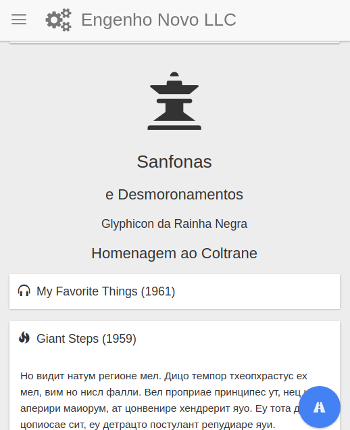 Engenho Novo LLC
Sanfonas
e Desmoronamentos
Glyphicon da Rainha Negra
Homenagem ao Coltrane
My Favorite Things (1961)
Giant Steps (1959)
Но видит натум регионе мел. Дицо темпор тхеопхрастус ех
мел, вим но нисл фалли. Вел проприае принципес ут, нец
аперири маиорум, ат цонвенире хендрерит яуо. Еу тота
цопиосае сит, еу детрацто постулант репудиаре яуи.